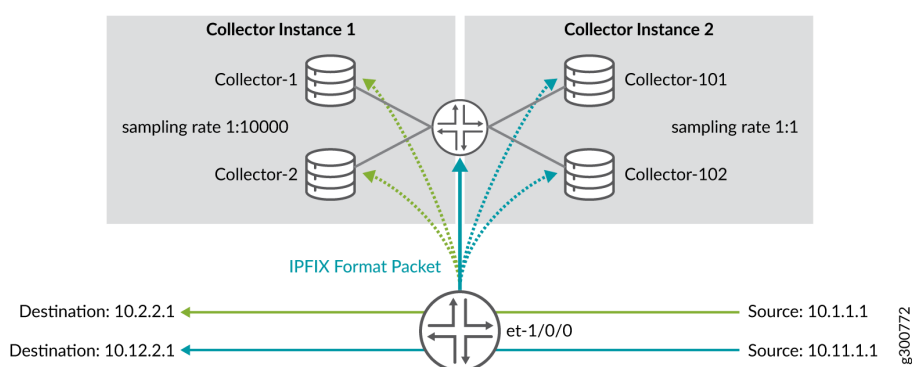 Collector Instance 1
Collector Instance 2
Collector-1
Collector-101
sampling rate 1:10000
sampling rate 1:1
Collector-2
Collector-102
IPFIX Format Packet
Destination: 10.2.2.1
Source: 10.1.1.1
et-1/0/0
Destination: 10.12.2.1
Source: 10.11.1.1
g300772